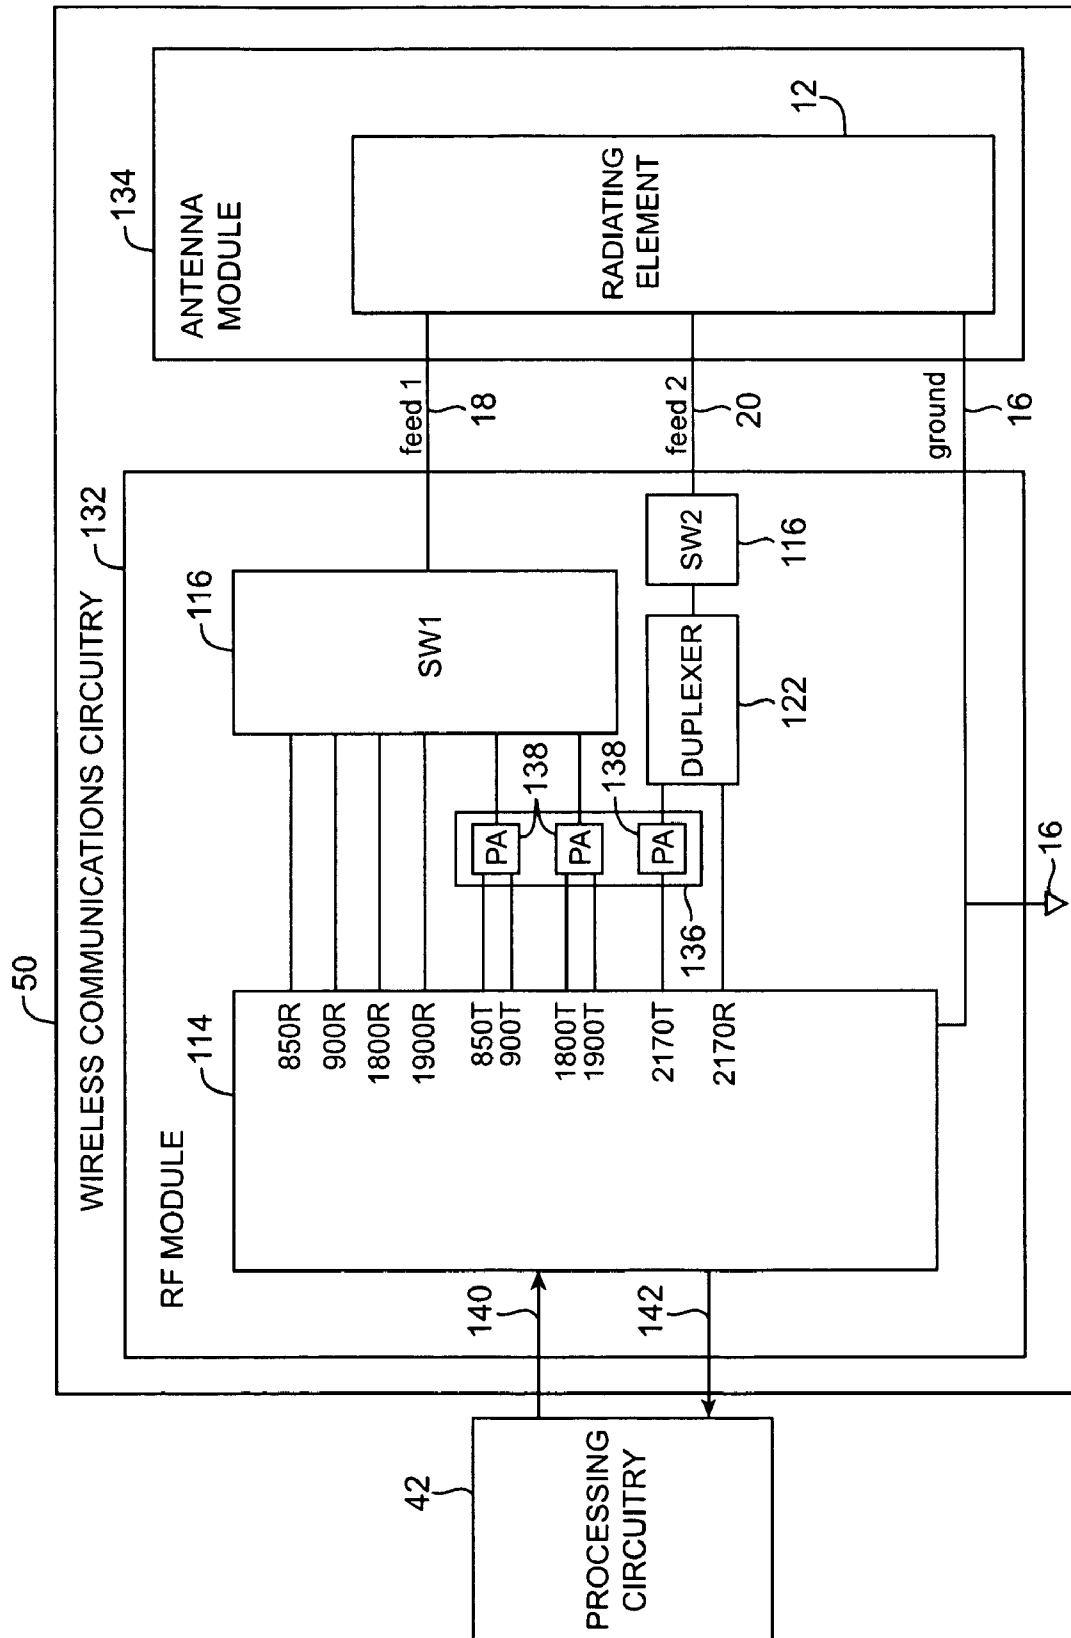 50
WIRELESS COMMUNICATIONS CIRCUITRY
132
134
ANTENNA
MODULE
RF MODULE
114
116
12
850R
900R
1800R
1900R
850T
900T
1800T
1900T
2170T
2170R
SW1
feed 1
18
RADIATING
ELEMENT
42
PROCESSING
CIRCUITRY
140
142
PA
PA
PA
138
138
136
DUPLEXER
122
SW2
116
feed 2
20
ground
16
16